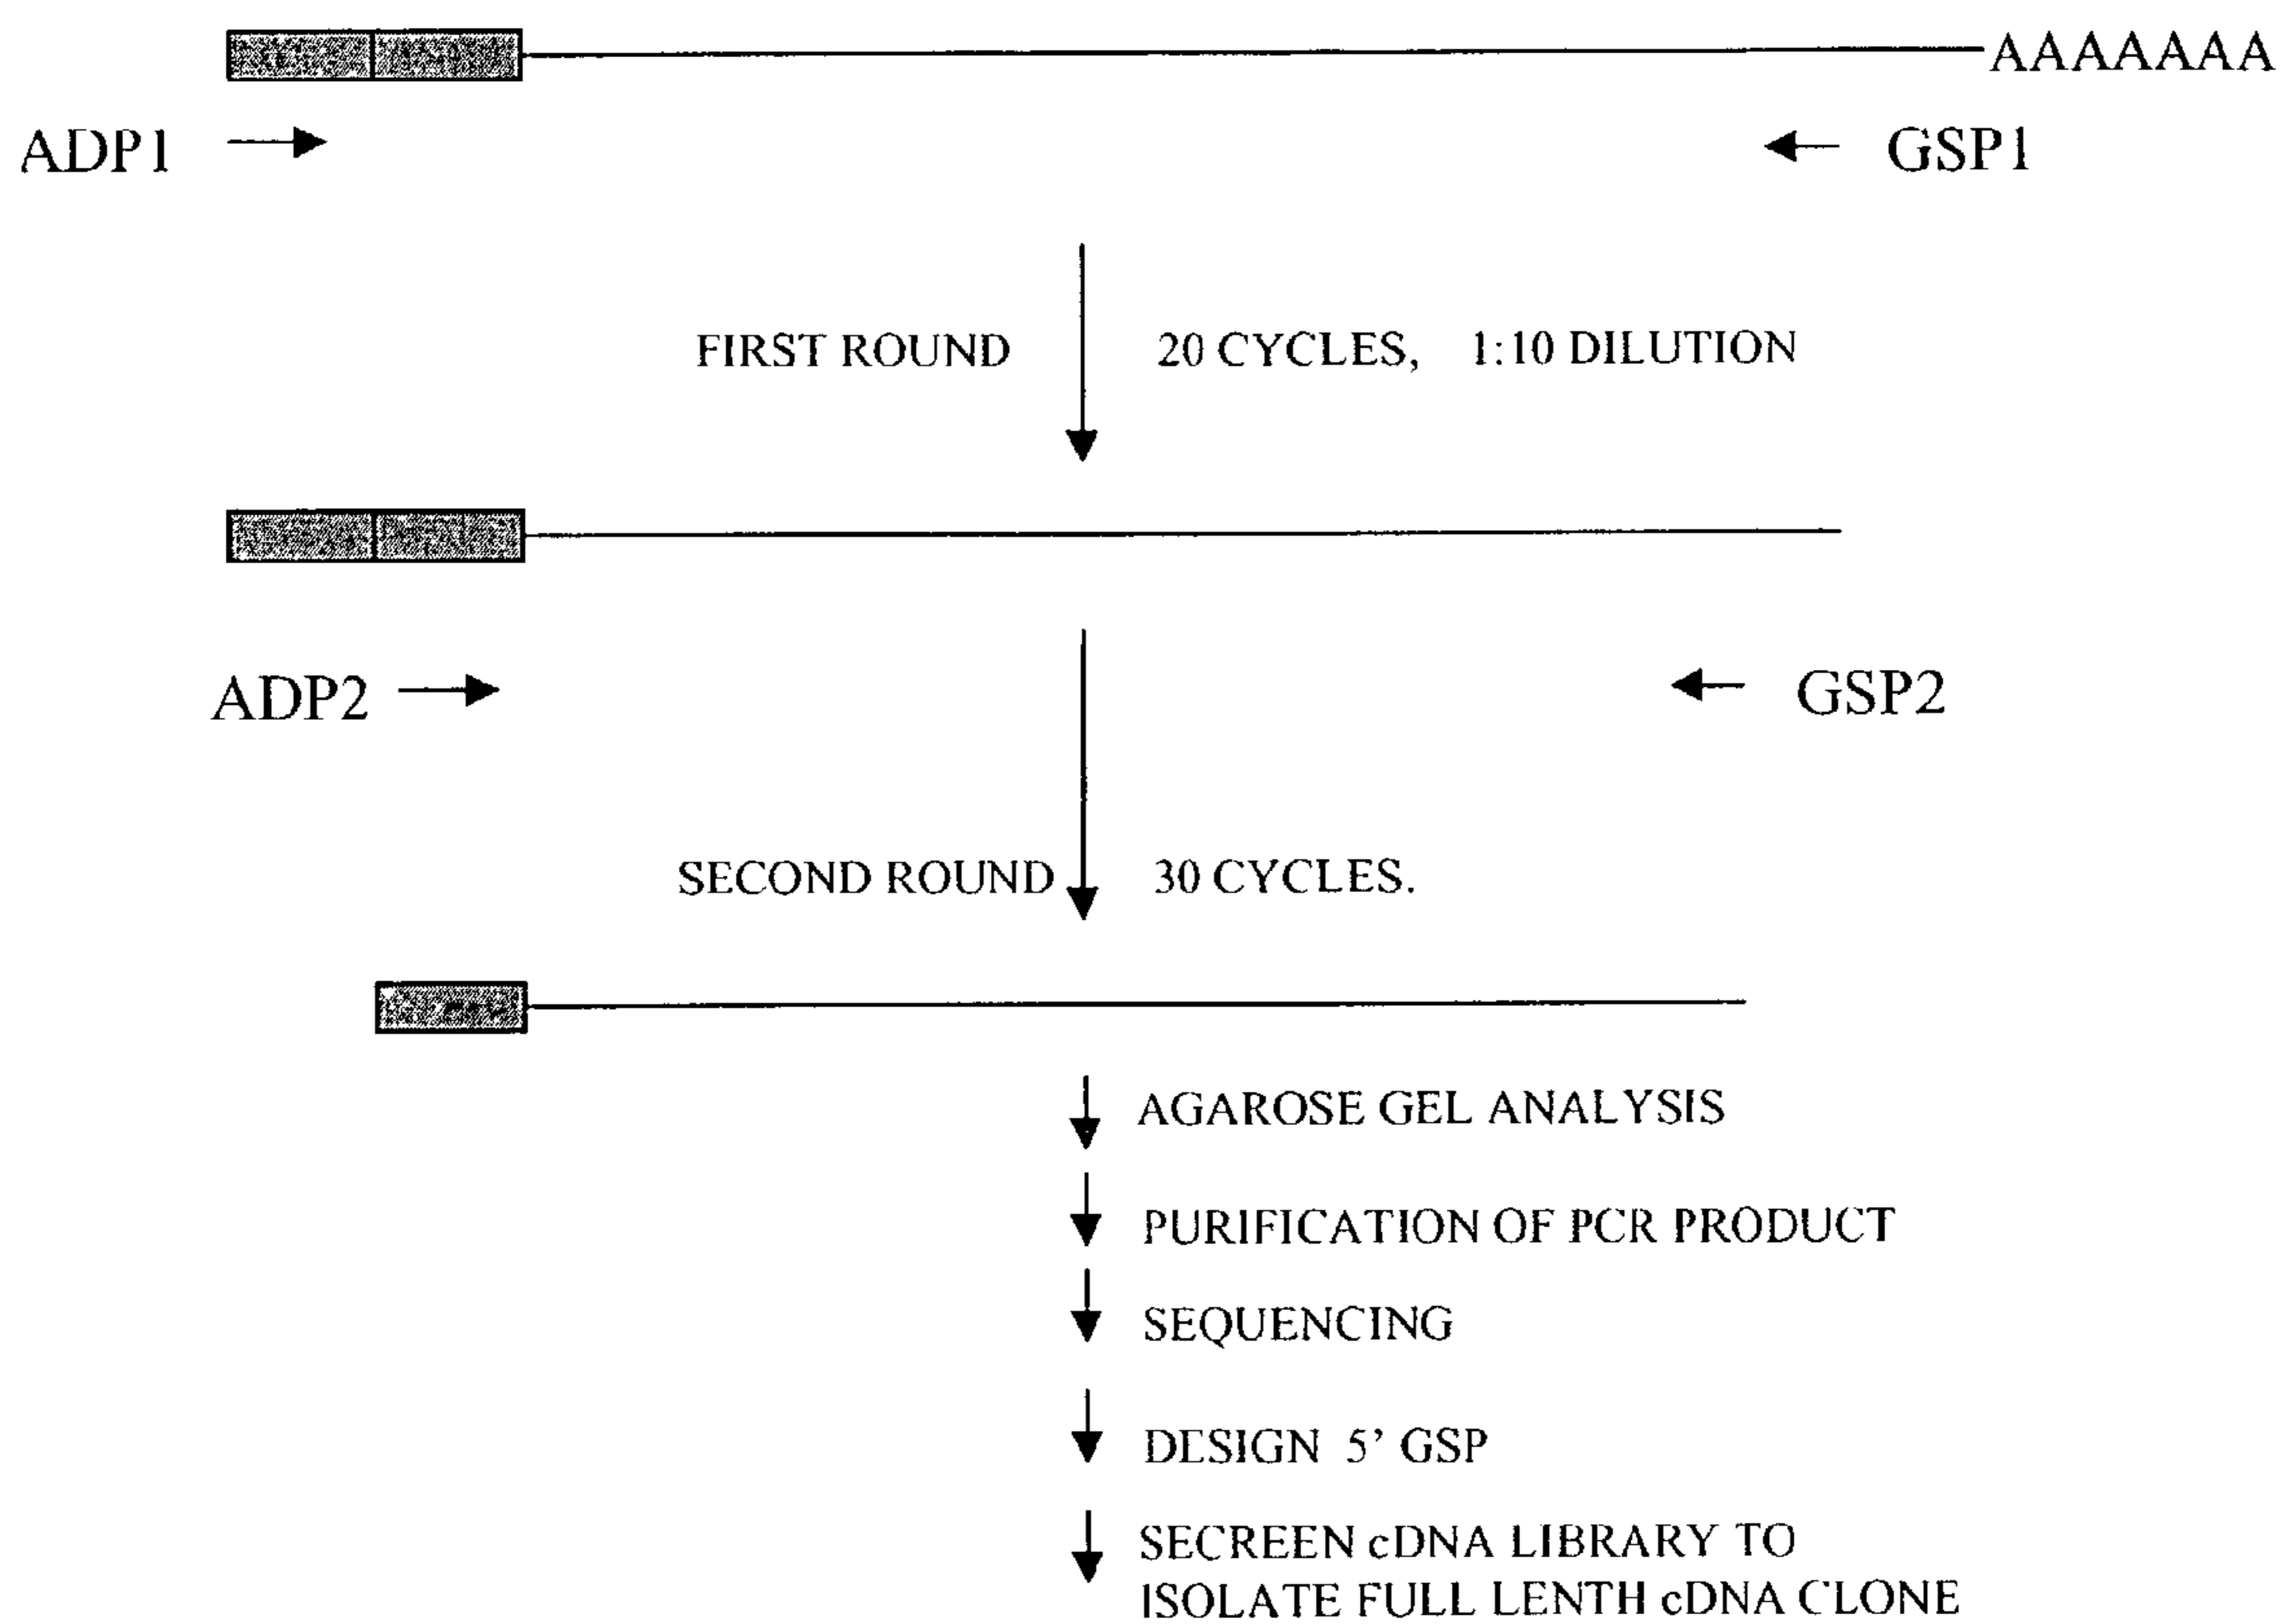 AAAAAAA
ADP1 GSP1
FIRST ROUND 20 CYCLES, 1:10 DILUTION
ADP2 GSP2
SECOND ROUND 30 CYCLES.
AGAROSE GEL ANALYSIS
PURIFICATION OF PCR PRODUCT
SEQUENCING
DESIGN 5' GSP
SECREEN cDNA LIBRARY TO
ISOLATE FULL LENTH cDNA CLONE